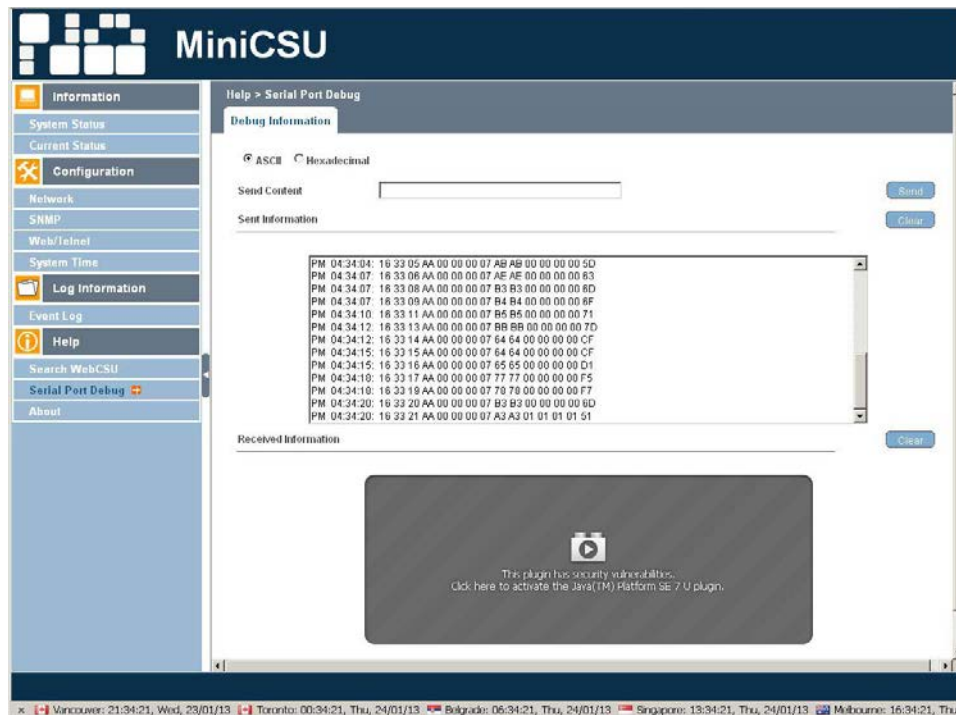 MiniCSU
Information
System Status
Current Status
Configuration
Network
SNMP
Web/Telnet
System Time
Log Information
Event Log
Help
Search WebCSU
Serial Port Debug
About
Help > Serial Port Debug
Debug Information
ASCII Hexadecimal
Send Content Send
Sent Information Clear
PM 04:34:04: 16 33 05 AA 00 00 00 07 AB AB 00 00 00 00 5D
PM 04:34:07: 16 33 06 AA 00 00 00 07 AE AE 00 00 00 00 63
PM 04:34:07: 16 33 08 AA 00 00 00 07 B3 B3 00 00 00 00 6D
PM 04:34:07: 16 33 09 AA 00 00 00 07 B4 B4 00 00 00 00 6F
PM 04:34:10: 16 33 11 AA 00 00 00 07 B5 B5 00 00 00 00 71
PM 04:34:12: 16 33 13 AA 00 00 00 07 BB BB 00 00 00 00 7D
PM 04:34:12: 16 33 14 AA 00 00 00 07 64 64 00 00 00 00 CF
PM 04:34:15: 16 33 15 AA 00 00 00 07 64 64 00 00 00 00 CF
PM 04:34:15: 16 33 16 AA 00 00 00 07 65 65 00 00 00 00 D1
PM 04:34:18: 16 33 17 AA 00 00 00 07 77 77 00 00 00 00 F5
PM 04:34:18: 16 33 19 AA 00 00 00 07 78 78 00 00 00 00 F7
PM 04:34:20: 16 33 20 AA 00 00 00 07 B3 B3 00 00 00 00 6D
PM 04:34:20: 16 33 21 AA 00 00 00 07 A3 A3 01 01 01 01 51
Received Information Clear
This plugin has security vulnerabilities.
Click here to activate the Java(TM) Platform SE 7 U plugin.
x Vancouver: 21:34:21, Wed, 23/01/13 Toronto: 00:34:21, Thu, 24/01/13 Belgrade: 06:34:21, Thu, 24/01/13 Singapore: 13:34:21, Thu, 24/01/13 Melbourne: 16:34:21, Thu